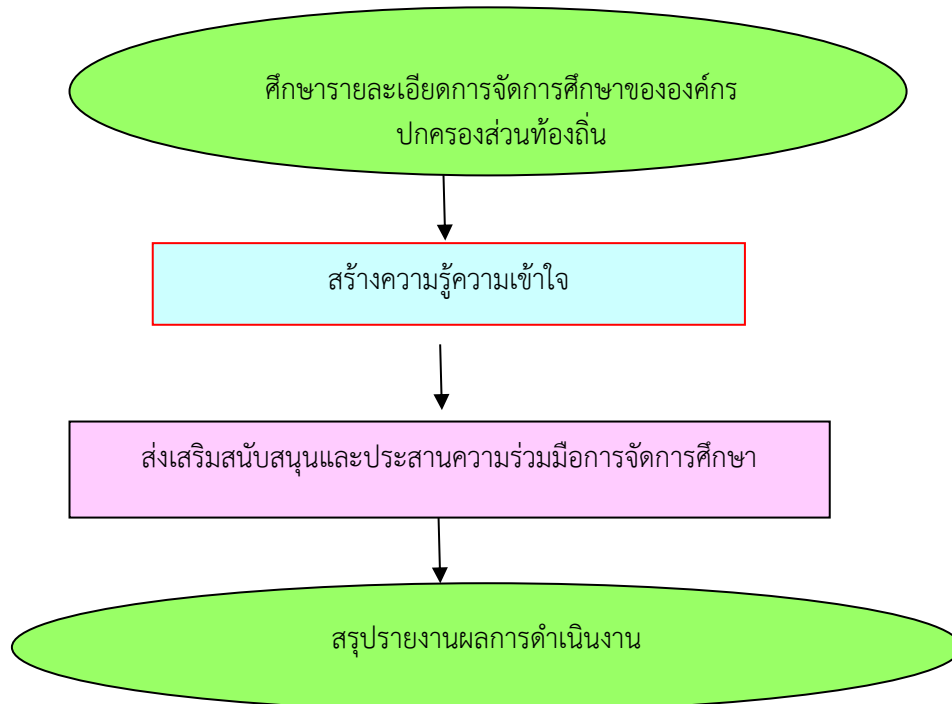 ศึกษารายละเอียดการจัดการศึกษาขององค์กร
ปกครองส่วนท้องถิ่น
สร้างความรู้ความเข้าใจ
ส่งเสริมสนับสนุนและประสานความร่วมมือการจัดการศึกษา
สรุปรายงานผลการดำเนินงาน